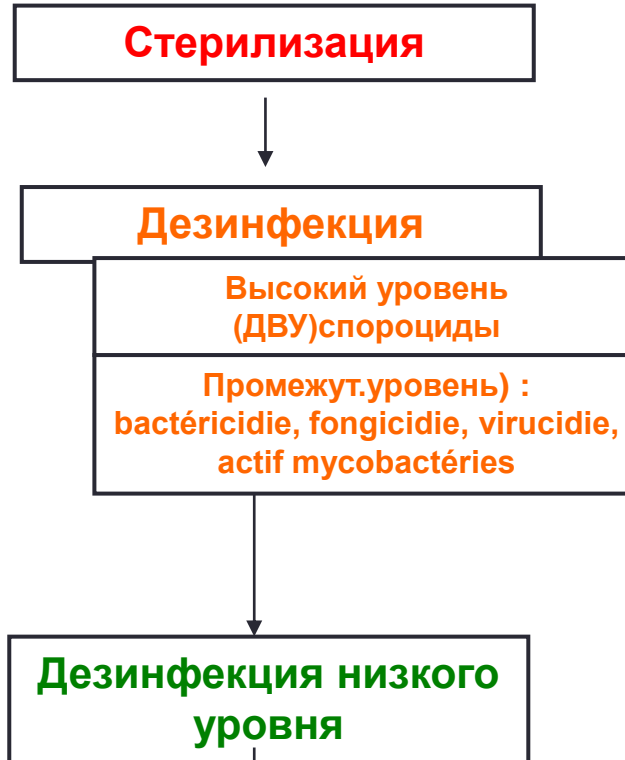 Стерилизация
Дезинфекция
Высокий уровень
(ДВУ)спороциды
Промежут.уровень) :
bactéricidie, fongicidie, virucidie,
actif mycobactéries
Дезинфекция низкого
уровня